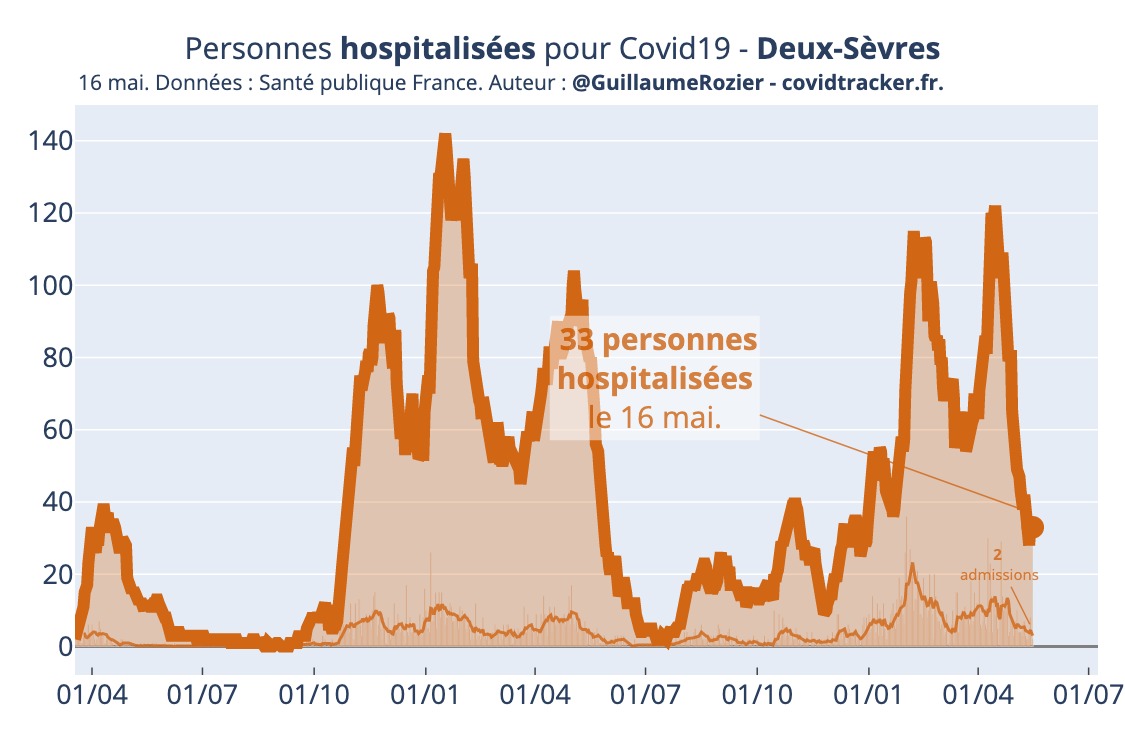 Personnes hospitalisées pour Covid19 - Deux-Sèvres
16 mai. Données : Santé publique France. Auteur : @GuillaumeRozier - covidtracker.fr.
140
120
100
80
60
40
20
0
33 personnes
hospitalisées
le 16 mai.
2
admissions
01/04 01/07 01/10 01/01 01/04 01/07 01/10 01/01 01/04 01/07